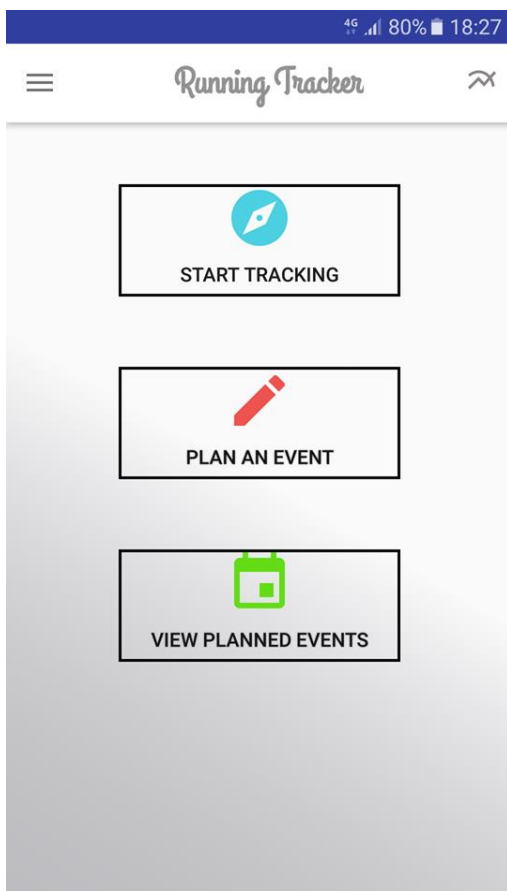 4G 80% 18:27
Running Tracker
START TRACKING
PLAN AN EVENT
VIEW PLANNED EVENTS